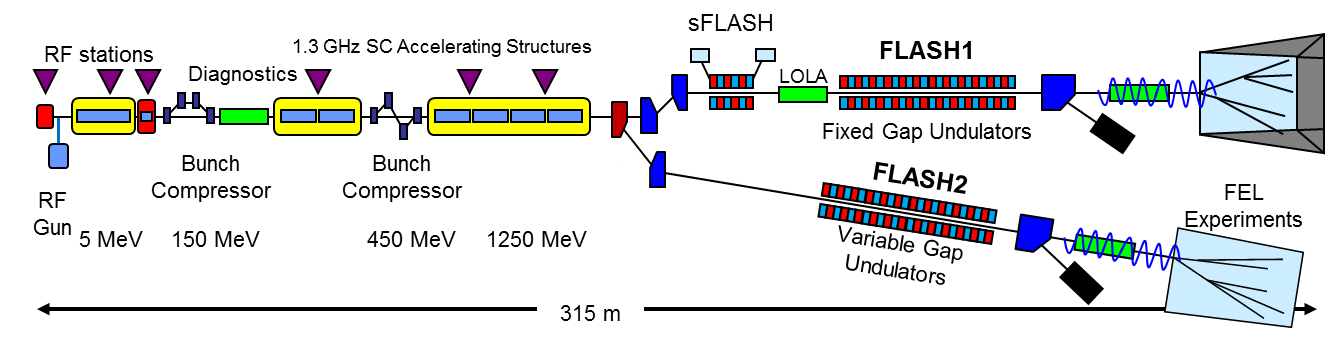 sFLASH
RF stations
1.3 GHz SC Accelerating Structures
FLASH1
Diagnostics
LOLA
Fixed Gap Undulators
Bunch
Compressor
Bunch
Compressor
FLASH2
RF
Gun
FEL
Experiments
5 MeV
150 MeV
450 MeV
1250 MeV
Variable Gap
Undulators
315 m